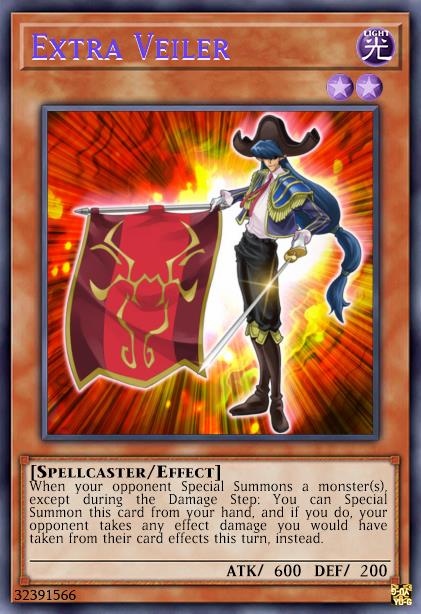 Extra Veiler
LIGHT
光
[Spellcaster/Effect]
When your opponent Special Summons a monster(s),
except during the Damage Step: You can Special
Summon this card from your hand, and if you do, your
opponent takes any effect damage you would have
taken from their card effects this turn, instead.
ATK/ 600 DEF/ 200
32391566